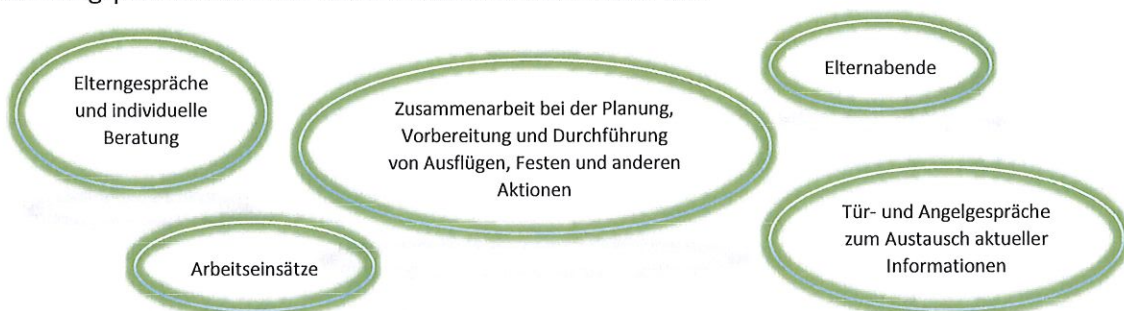 Elterngespräche
und individuelle
Beratung
Zusammenarbeit bei der Planung,
Vorbereitung und Durchführung
von Ausflügen, Festen und anderen
Aktionen
Elternabende
Arbeitseinsätze
Tür- und Angelgespräche
zum Austausch aktueller
Informationen